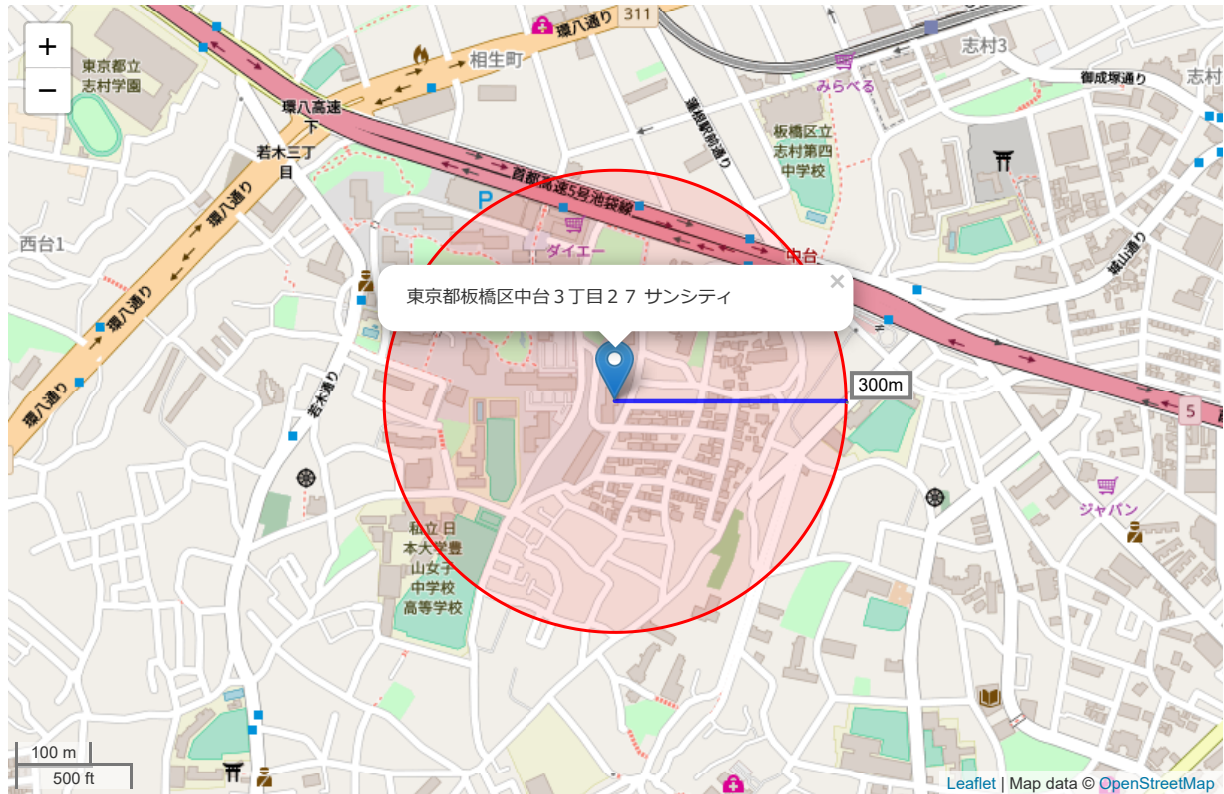 +
−
東京都立
志村学園
環八通り
311
相生町
志村3
志村
御成塚通り
みらべる
環八高速
下
蓮根駅前通り
若木三丁
目
板橋区立
志村第四
中学校
環八通り
P
首都高速5号池袋線
西台1
ダイエー
中台
城山通り
東京都板橋区中台３丁目２７ サンシティ
×
環八通り
300m
環八通り
若木通り
5
ジャパン
私立 日
本大学豊
山女子
中学校
高等学校
100 m
500 ft
Leaflet | Map data © OpenStreetMap